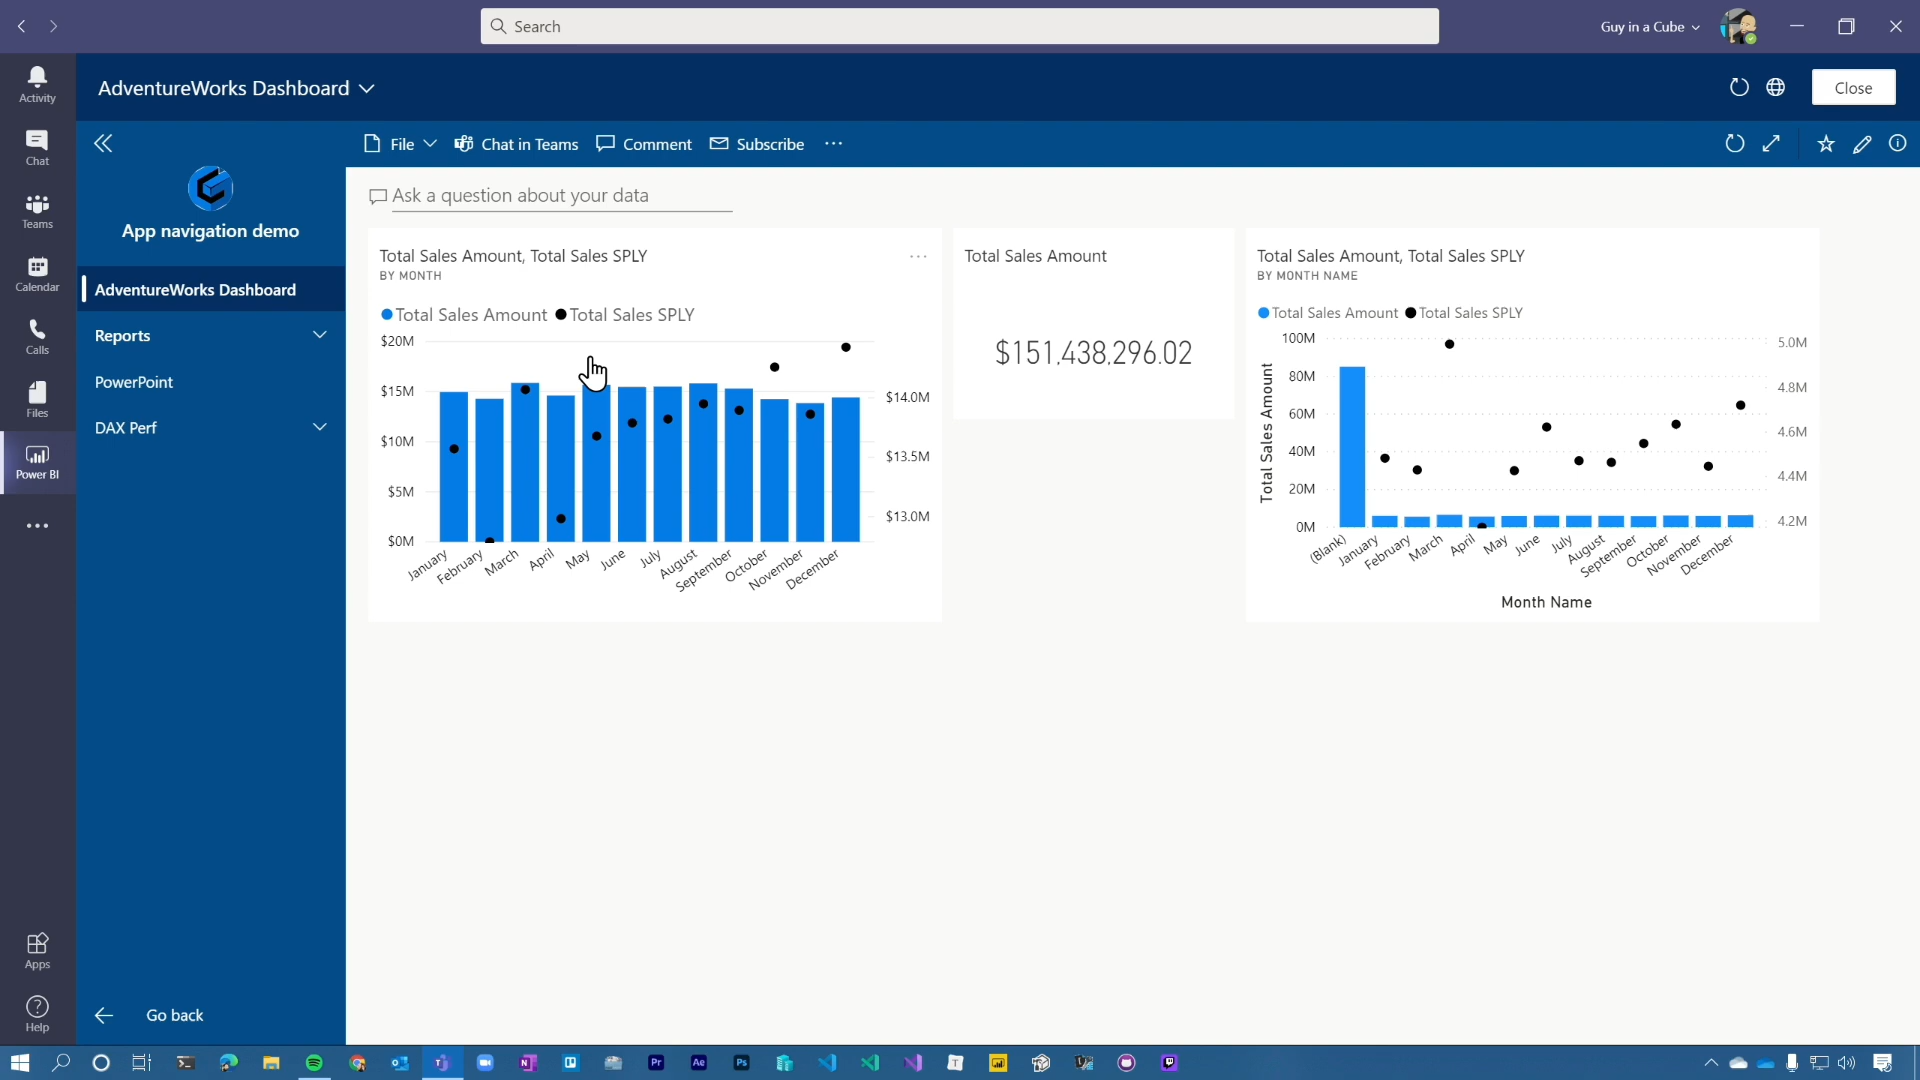 Search
Guy in a Cube
AdventureWorks Dashboard
Close
Activity
Chat
Teams
Calendar
Calls
Files
Power BI
Apps
Help
App navigation demo
AdventureWorks Dashboard
Reports
PowerPoint
DAX Perf
Go back
File
Chat in Teams
Comment
Subscribe
Ask a question about your data
Total Sales Amount, Total Sales SPLY
BY MONTH
Total Sales Amount Total Sales SPLY
$20M
$15M
$10M
$5M
$0M
$14.0M
$13.5M
$13.0M
January
February
March
April
May
June
July
August
September
October
November
December
Total Sales Amount
$151,438,296.02
Total Sales Amount, Total Sales SPLY
BY MONTH NAME
Total Sales Amount Total Sales SPLY
Total Sales Amount
100M
80M
60M
40M
20M
0M
5.0M
4.8M
4.6M
4.4M
4.2M
(Blank)
January
February
March
April
May
June
July
August
September
October
November
December
Month Name
Pr
Ae
Ps